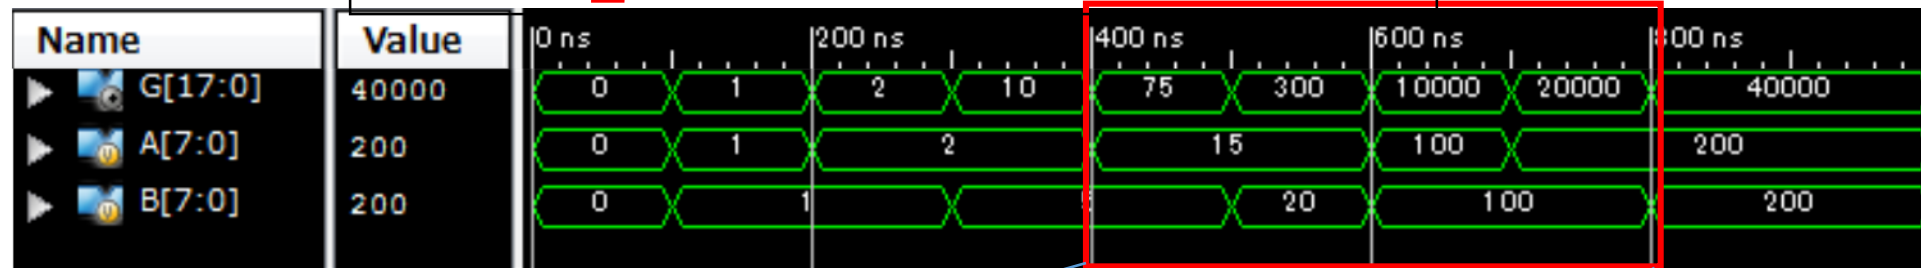 Name Value 0 ns 200 ns 400 ns 600 ns 800 ns
G[17:0] 40000 0 1 2 10 75 300 10000 20000 40000
A[7:0] 200 0 1 2 15 100 200
B[7:0] 200 0 1 20 100 200